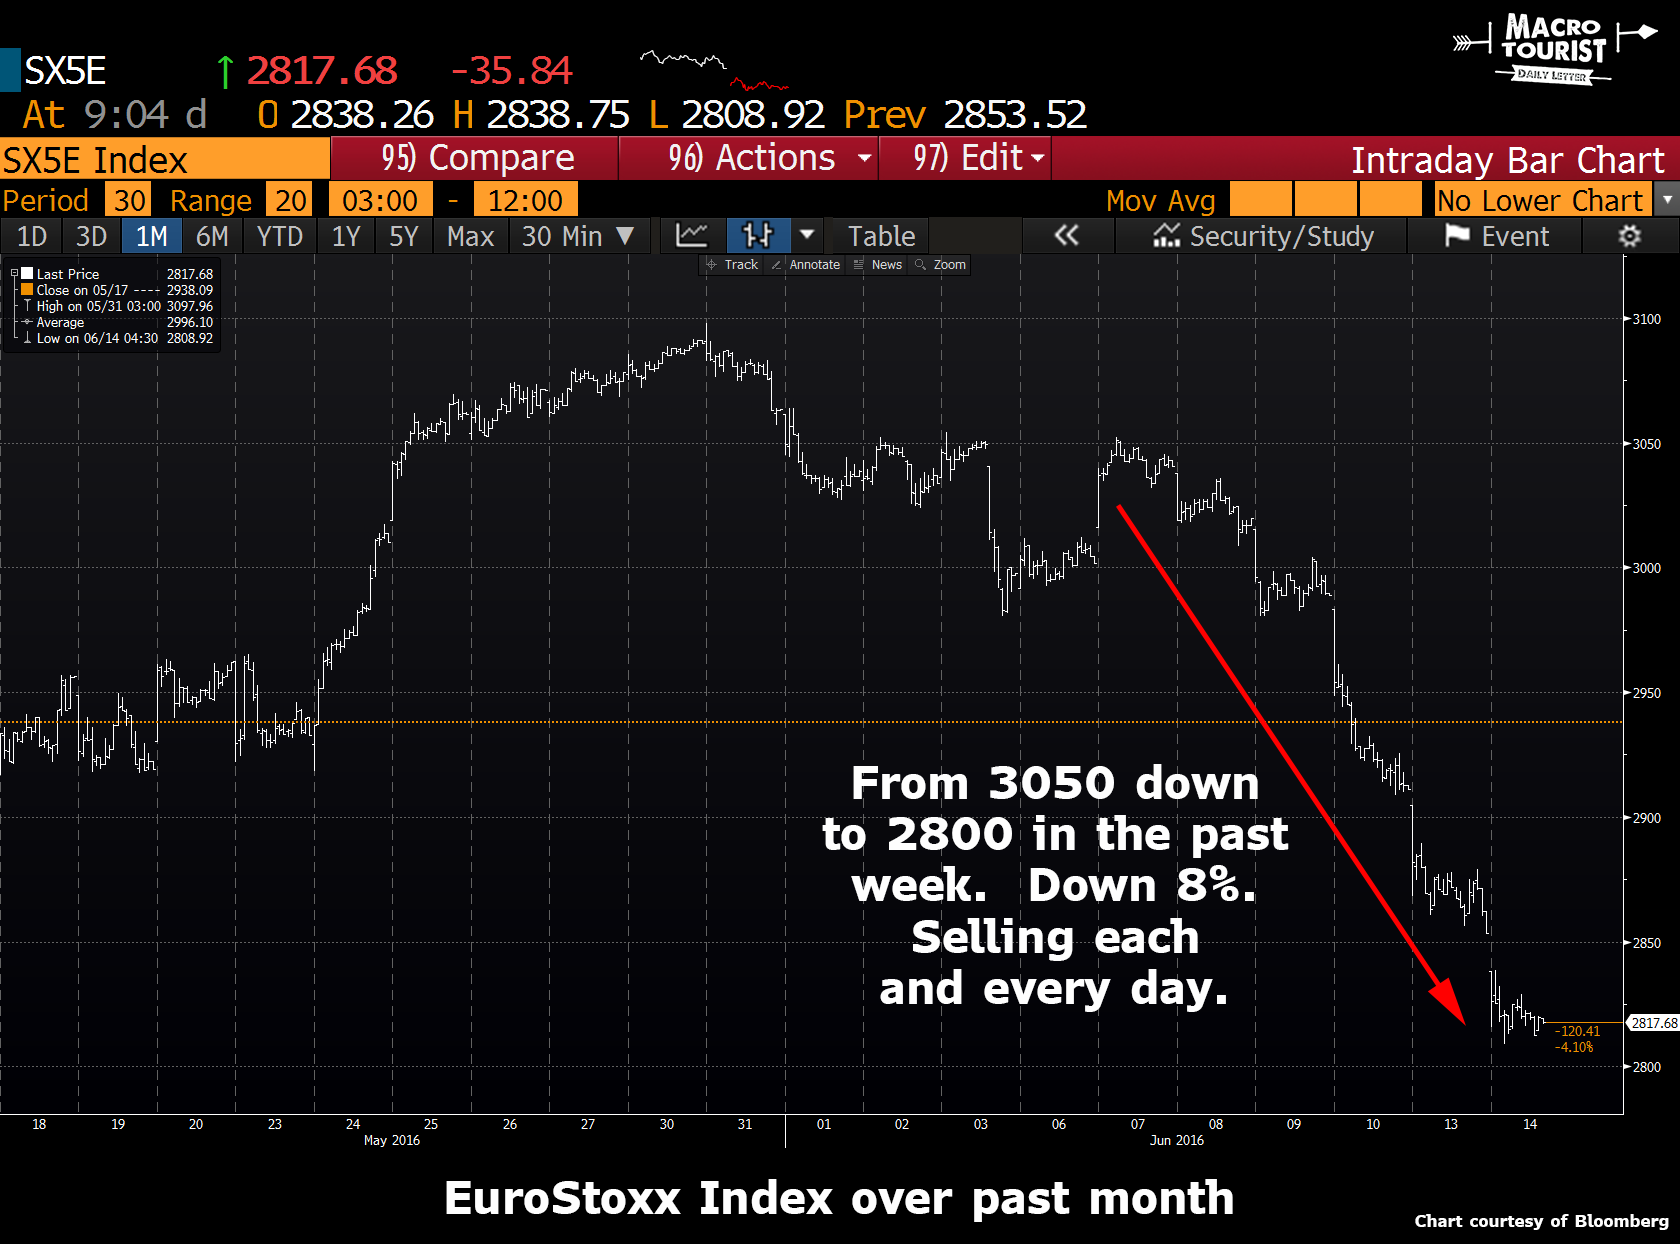 MACRO
TOURIST
DAILY LETTER
SX5E ↑ 2817.68 -35.84
At 9:04 d O 2838.26 H 2838.75 L 2808.92 Prev 2853.52
SX5E Index 95) Compare 96) Actions 97) Edit Intraday Bar Chart
Period 30 Range 20 03:00 - 12:00 Mov Avg No Lower Chart
1D 3D 1M 6M YTD 1Y 5Y Max 30 Min ▼ Table « Security/Study Event
Track Annotate News Zoom
Last Price 2817.68
Close on 05/17 ---- 2938.09
High on 05/31 03:00 3097.96
Average 2996.10
Low on 06/14 04:30 2808.92
3100
3050
3000
2950
2900
2850
2817.68
2800
-120.41
-4.10%
From 3050 down
to 2800 in the past
week. Down 8%.
Selling each
and every day.
18 19 20 23 24 25 26 27 30 31 01 02 03 06 07 08 09 10 13 14
May 2016 Jun 2016
EuroStoxx Index over past month
Chart courtesy of Bloomberg